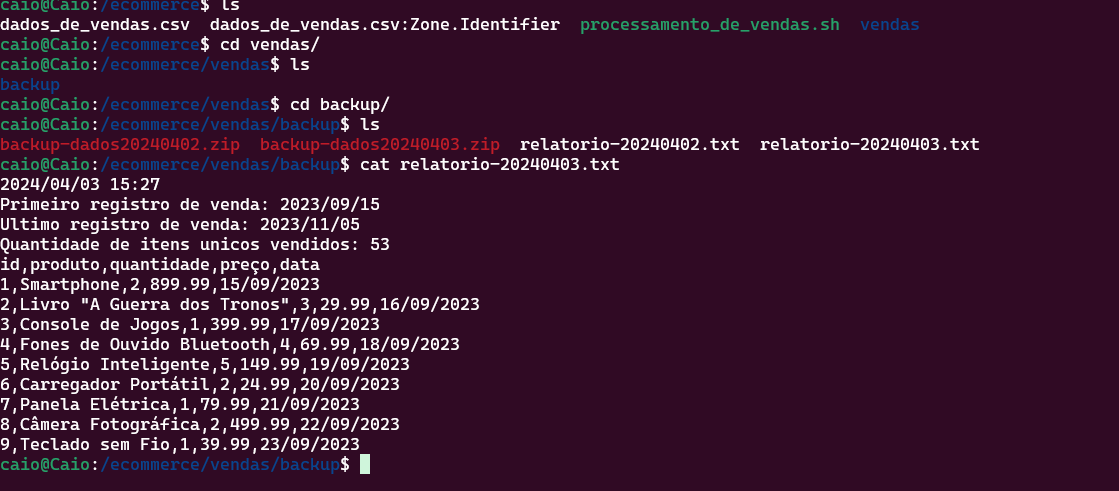 caio@Caio:/ecommerce$ ls
dados_de_vendas.csv  dados_de_vendas.csv:Zone.Identifier  processamento_de_vendas.sh  vendas
caio@Caio:/ecommerce$ cd vendas/
caio@Caio:/ecommerce/vendas$ ls
backup
caio@Caio:/ecommerce/vendas$ cd backup/
caio@Caio:/ecommerce/vendas/backup$ ls
backup-dados20240402.zip  backup-dados20240403.zip  relatorio-20240402.txt  relatorio-20240403.txt
caio@Caio:/ecommerce/vendas/backup$ cat relatorio-20240403.txt
2024/04/03 15:27
Primeiro registro de venda: 2023/09/15
Ultimo registro de venda: 2023/11/05
Quantidade de itens unicos vendidos: 53
id,produto,quantidade,preço,data
1,Smartphone,2,899.99,15/09/2023
2,Livro "A Guerra dos Tronos",3,29.99,16/09/2023
3,Console de Jogos,1,399.99,17/09/2023
4,Fones de Ouvido Bluetooth,4,69.99,18/09/2023
5,Relógio Inteligente,5,149.99,19/09/2023
6,Carregador Portátil,2,24.99,20/09/2023
7,Panela Elétrica,1,79.99,21/09/2023
8,Câmera Fotográfica,2,499.99,22/09/2023
9,Teclado sem Fio,1,39.99,23/09/2023
caio@Caio:/ecommerce/vendas/backup$